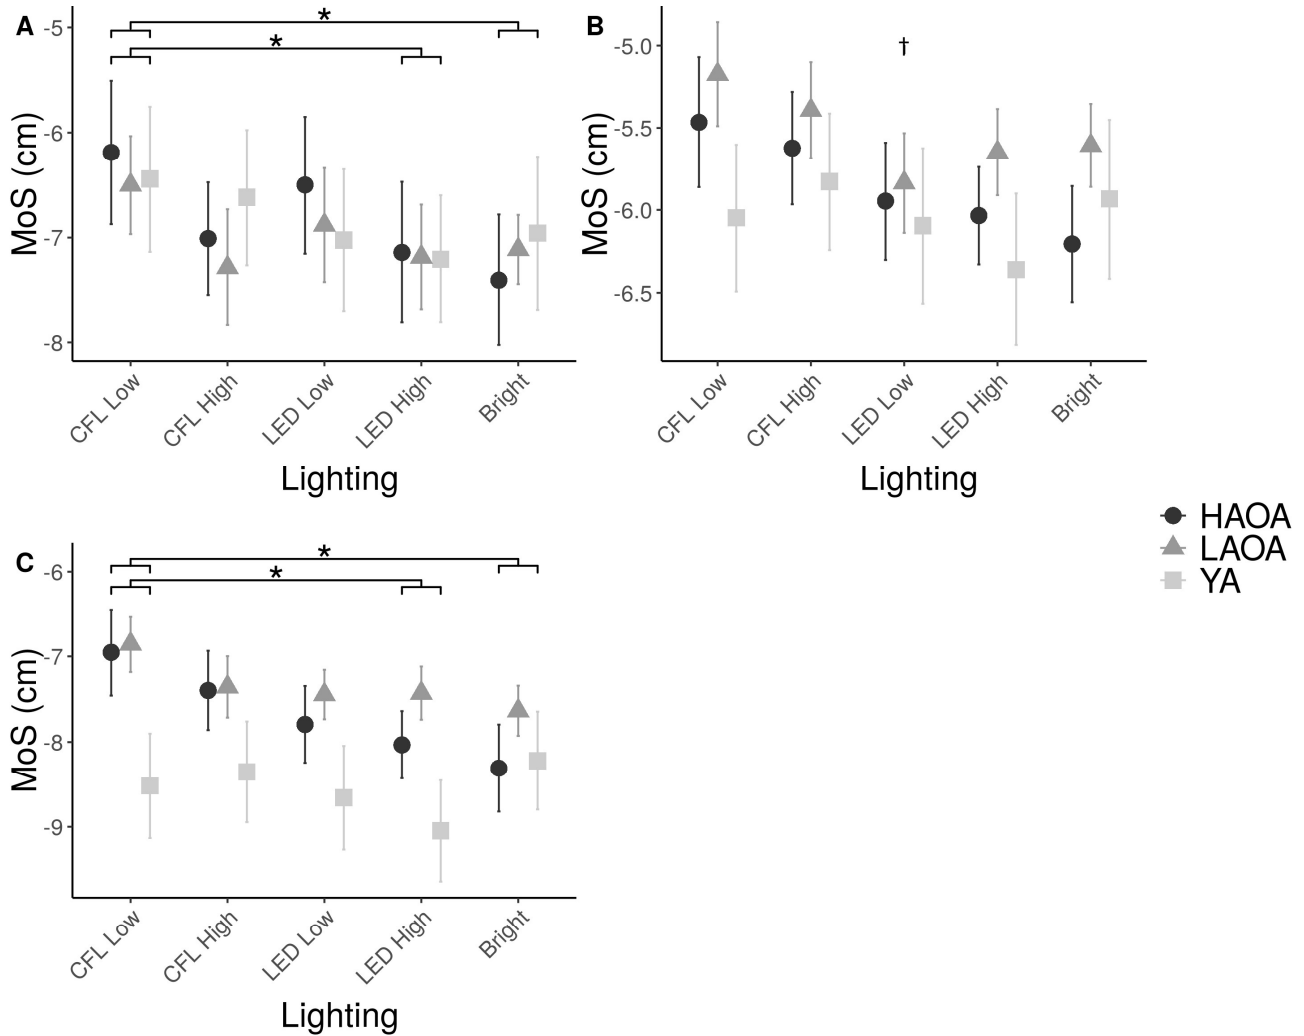 A
*
*
-5
-6
-7
-8
MoS (cm)
CFL Low
CFL High
LED Low
LED High
Bright
Lighting
B
†
-5.0
-5.5
-6.0
-6.5
MoS (cm)
CFL Low
CFL High
LED Low
LED High
Bright
Lighting
HAOA
LAOA
YA
C
*
*
-6
-7
-8
-9
MoS (cm)
CFL Low
CFL High
LED Low
LED High
Bright
Lighting